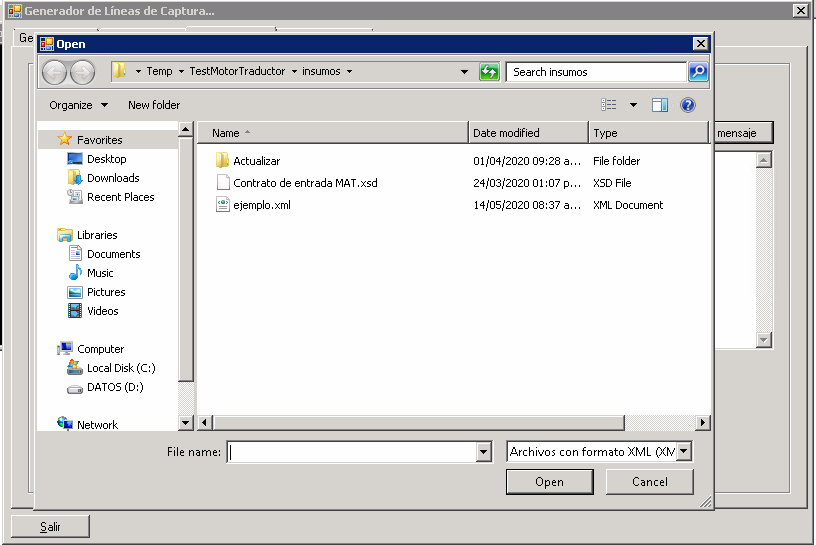 Generador de Líneas de Captura...
Open
Temp TestMotorTraductor insumos
Search insumos
Organize New folder
Favorites
Desktop
Downloads
Recent Places
Libraries
Documents
Music
Pictures
Videos
Computer
Local Disk (C:)
DATOS (D:)
Network
Name Date modified Type
Actualizar 01/04/2020 09:28 a... File folder
Contrato de entrada MAT.xsd 24/03/2020 01:07 p... XSD File
ejemplo.xml 14/05/2020 08:37 a... XML Document
mensaje
File name: Archivos con formato XML (XM
Open Cancel
Salir